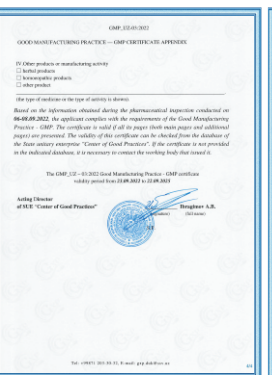 GMP_UZ-03/2022
GOOD MANUFACTURING PRACTICE — GMP CERTIFICATE APPENDIX
IV Other products or manufacturing activity
☐ herbal products
☐ homeopathic products
☐ other product
(the type of medicine or the type of activity is shown).
Based on the information obtained during the pharmaceutical inspection conducted on
06-08.09.2022, the applicant complies with the requirements of the Good Manufacturing
Practice - GMP. The certificate is valid if all its pages (both main pages and additional
pages) are presented. The validity of this certificate can be checked from the database of
the State unitary enterprise "Center of Good Practices". If the certificate is not provided
in the indicated database, it is necessary to contact the working body that issued it.
The GMP_UZ – 03/2022 Good Manufacturing Practice - GMP certificate
validity period from 23.09.2022 to 22.09.2025
Acting Director
of SUE "Center of Good Practices"
Ibragimov A.B.
(signature) (full name)